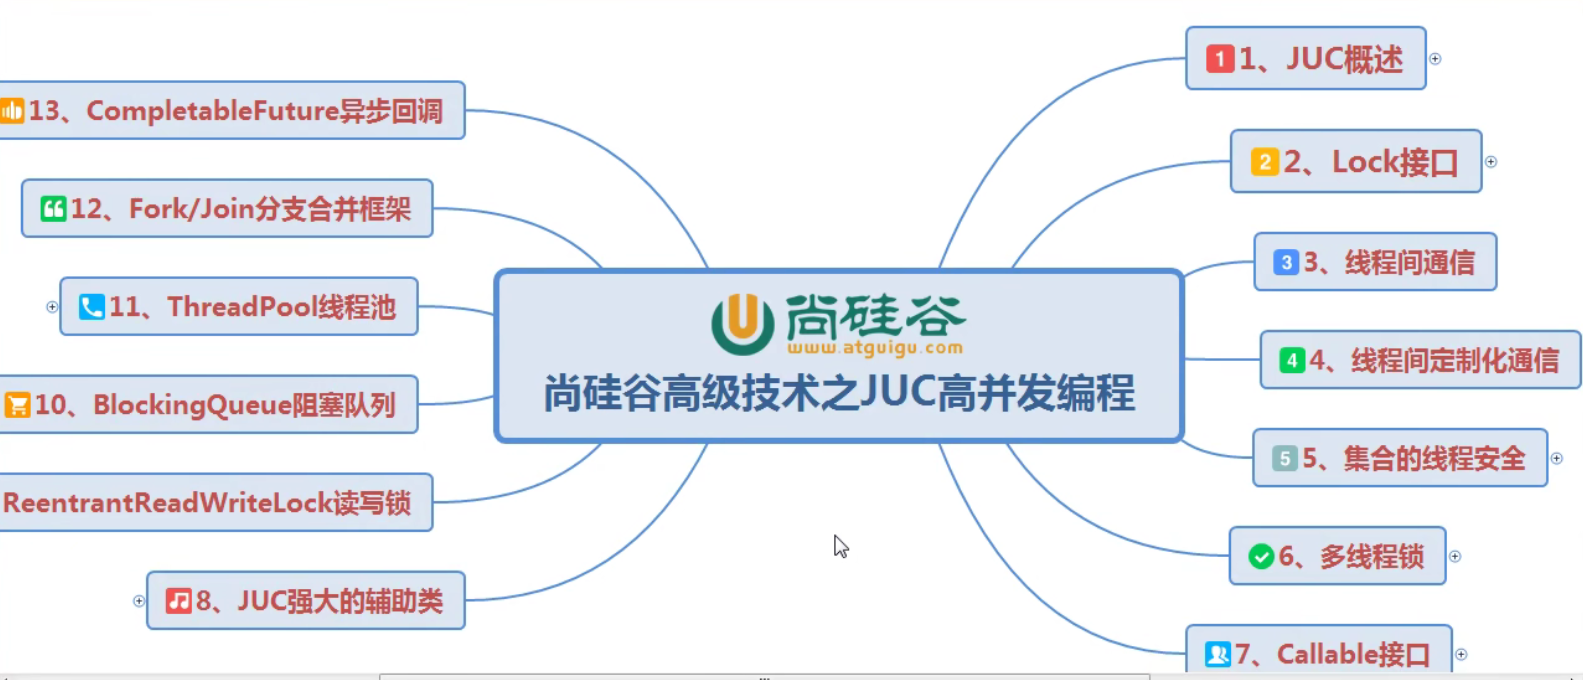 尚硅谷
www.atguigu.com
尚硅谷高级技术之JUC高并发编程
1 1、JUC概述
2 2、Lock接口
3 3、线程间通信
4 4、线程间定制化通信
5 5、集合的线程安全
6、多线程锁
7、Callable接口
8、JUC强大的辅助类
ReentrantReadWriteLock读写锁
10、BlockingQueue阻塞队列
11、ThreadPool线程池
12、Fork/Join分支合并框架
13、CompletableFuture异步回调